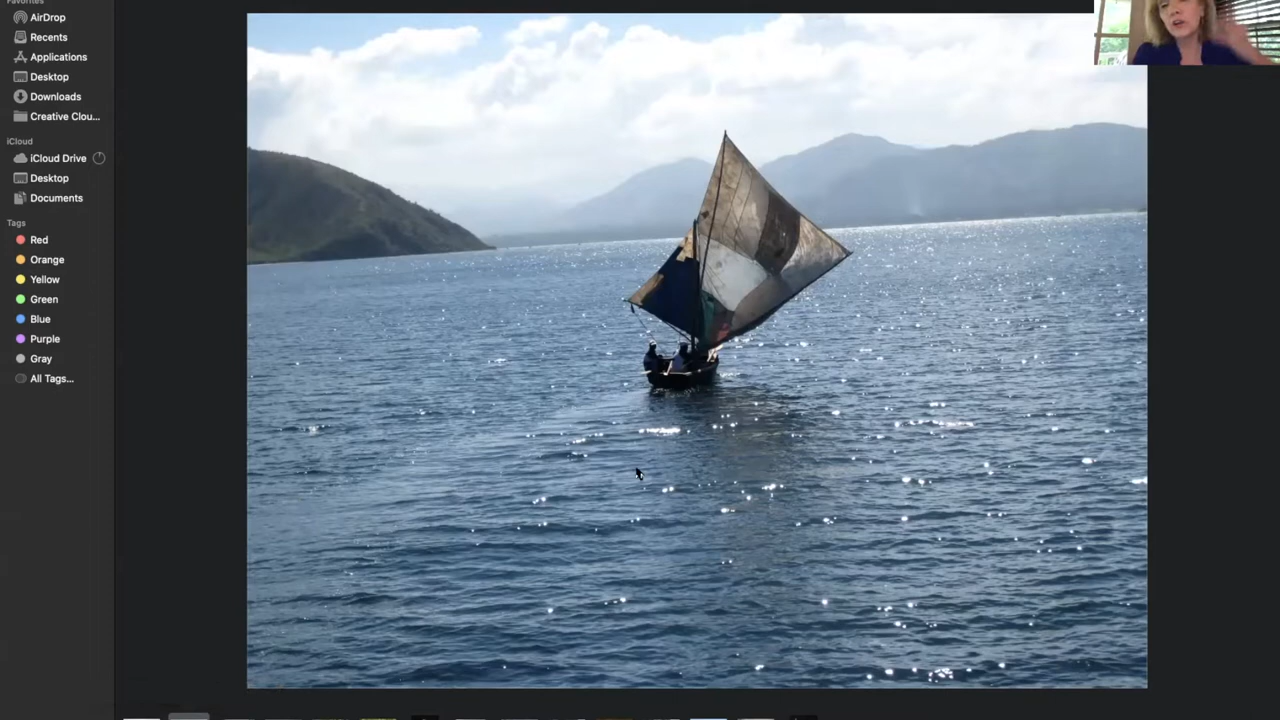 Favorites
AirDrop
Recents
Applications
Desktop
Downloads
Creative Clou...
iCloud
iCloud Drive
Desktop
Documents
Tags
Red
Orange
Yellow
Green
Blue
Purple
Gray
All Tags...